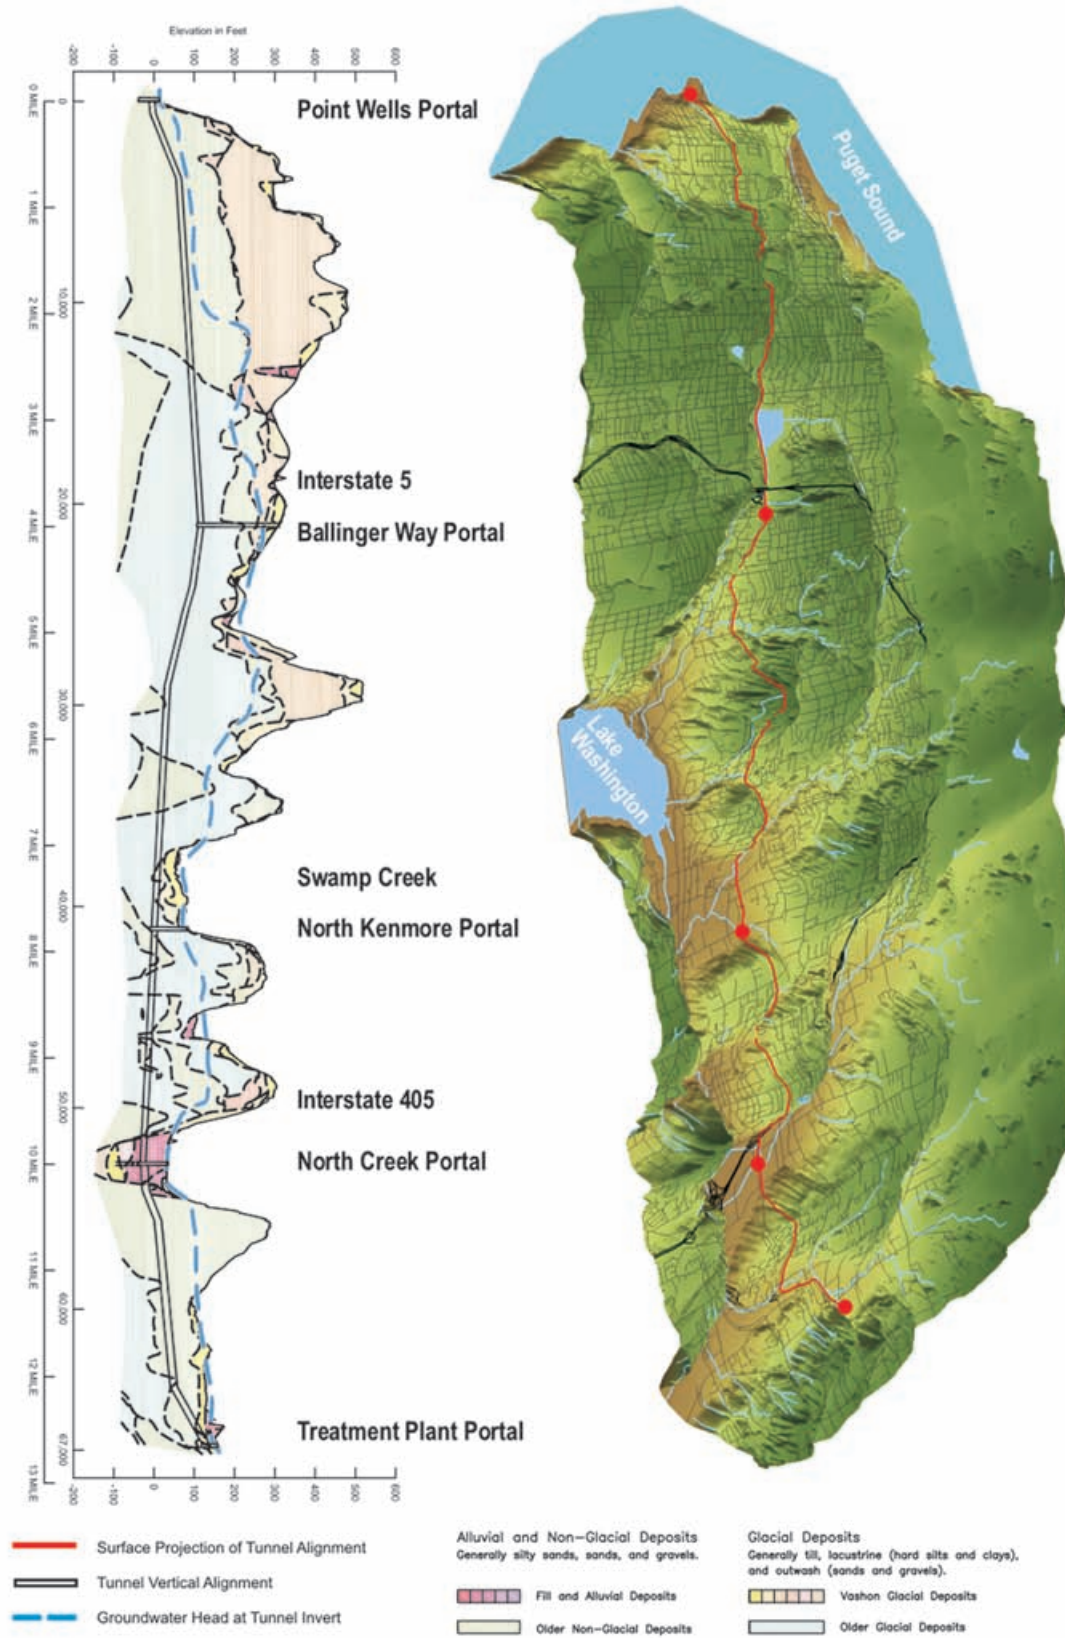 Elevation in Feet
-200
-100
0
100
200
300
400
500
600
0 MILE
0
1 MILE
2 MILE
10,000
3 MILE
20,000
4 MILE
5 MILE
30,000
6 MILE
7 MILE
40,000
8 MILE
9 MILE
50,000
10 MILE
11 MILE
60,000
12 MILE
67,000
13 MILE
-200
-100
0
100
200
300
400
500
600
Point Wells Portal
Interstate 5
Ballinger Way Portal
Swamp Creek
North Kenmore Portal
Interstate 405
North Creek Portal
Treatment Plant Portal
Puget Sound
Lake
Washington
Surface Projection of Tunnel Alignment
Tunnel Vertical Alignment
Groundwater Head at Tunnel Invert
Alluvial and Non-Glacial Deposits
Generally silty sands, sands, and gravels.
Fill and Alluvial Deposits
Older Non-Glacial Deposits
Glacial Deposits
Generally till, lacustrine (hard silts and clays),
and outwash (sands and gravels).
Vashon Glacial Deposits
Older Glacial Deposits